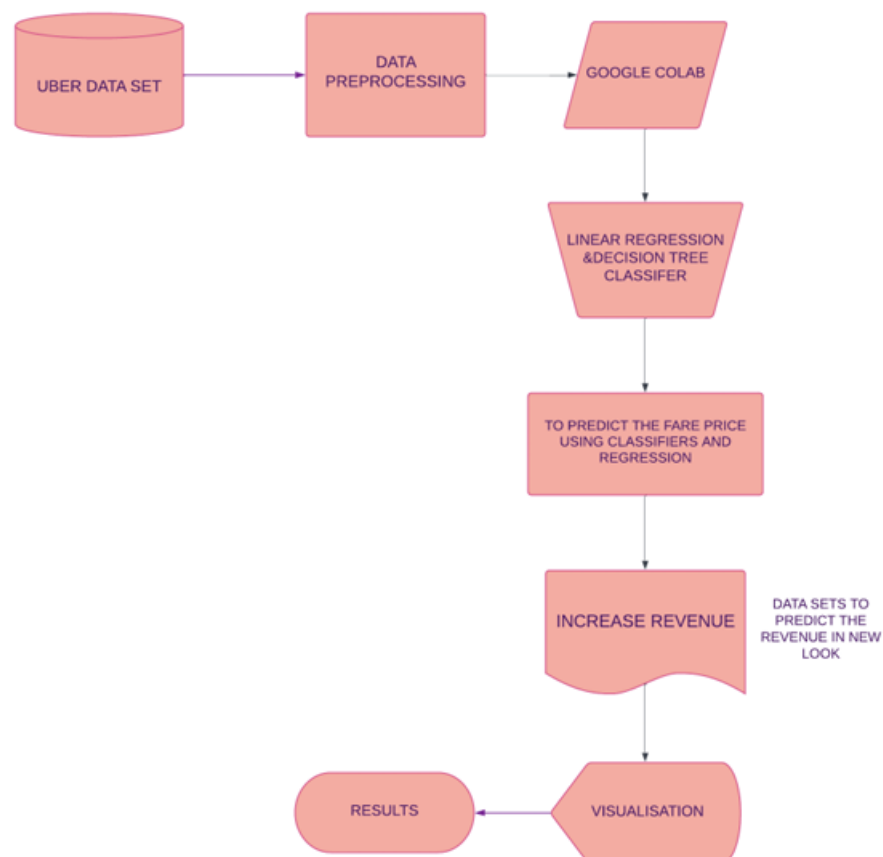 UBER DATA SET
DATA
PREPROCESSING
GOOGLE COLAB
LINEAR REGRESSION
&DECISION TREE
CLASSIFER
TO PREDICT THE FARE PRICE
USING CLASSIFIERS AND
REGRESSION
INCREASE REVENUE
DATA SETS TO
PREDICT THE
REVENUE IN NEW
LOOK
VISUALISATION
RESULTS